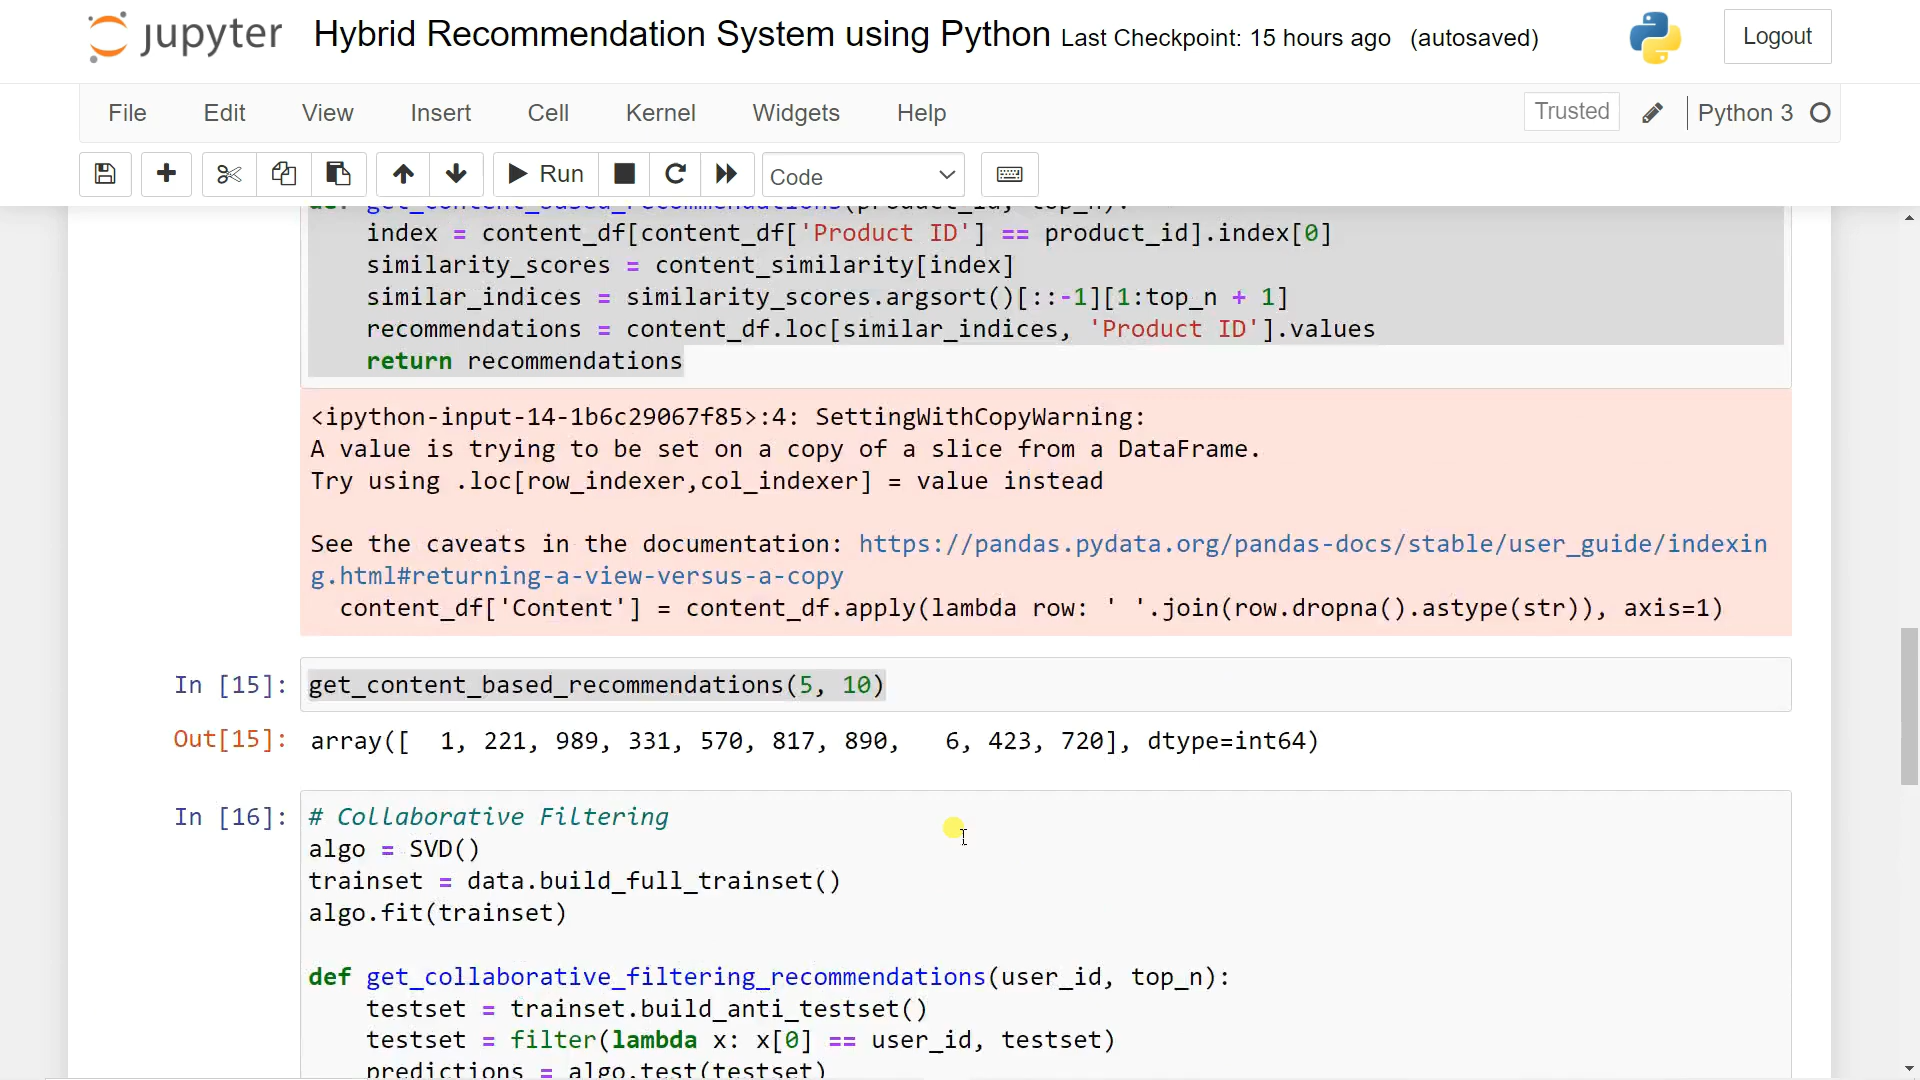 jupyter Hybrid Recommendation System using Python Last Checkpoint: 15 hours ago (autosaved) Logout
File Edit View Insert Cell Kernel Widgets Help Trusted Python 3
Run Code
def get_content_based_recommendations(product_id, top_n):
index = content_df[content_df['Product ID'] == product_id].index[0]
similarity_scores = content_similarity[index]
similar_indices = similarity_scores.argsort()[::-1][1:top_n + 1]
recommendations = content_df.loc[similar_indices, 'Product ID'].values
return recommendations
<ipython-input-14-1b6c29067f85>:4: SettingWithCopyWarning:
A value is trying to be set on a copy of a slice from a DataFrame.
Try using .loc[row_indexer,col_indexer] = value instead
See the caveats in the documentation: https://pandas.pydata.org/pandas-docs/stable/user_guide/indexin
g.html#returning-a-view-versus-a-copy
content_df['Content'] = content_df.apply(lambda row: ' '.join(row.dropna().astype(str)), axis=1)
In [15]: get_content_based_recommendations(5, 10)
Out[15]: array([ 1, 221, 989, 331, 570, 817, 890, 6, 423, 720], dtype=int64)
In [16]: # Collaborative Filtering
algo = SVD()
trainset = data.build_full_trainset()
algo.fit(trainset)
def get_collaborative_filtering_recommendations(user_id, top_n):
testset = trainset.build_anti_testset()
testset = filter(lambda x: x[0] == user_id, testset)
predictions = algo.test(testset)